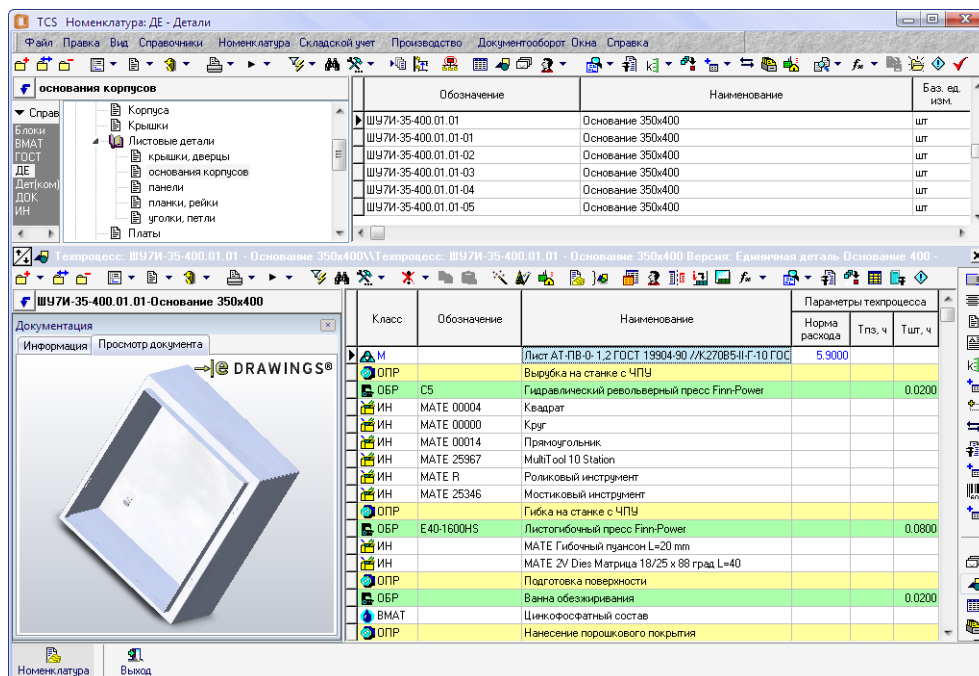 TCS Номенклатура: ДЕ - Детали
Файл Правка Вид Справочники Номенклатура Складской учет Производство Документооборот Окна Справка
основания корпусов
Справ
Блоки
ВМАТ
ГОСТ
ДЕ
Дет(ком)
ДОК
ИН
Корпуса
Крышки
Листовые детали
крышки, дверцы
основания корпусов
панели
планки, рейки
уголки, петли
Платы
Обозначение Наименование Баз. ед. изм.
ШУ7И-35-400.01.01 Основание 350x400 шт
ШУ7И-35-400.01.01-01 Основание 350x400 шт
ШУ7И-35-400.01.01-02 Основание 350x400 шт
ШУ7И-35-400.01.01-03 Основание 350x400 шт
ШУ7И-35-400.01.01-04 Основание 350x400 шт
ШУ7И-35-400.01.01-05 Основание 350x400 шт
Техпроцесс: ШУ7И-35-400.01.01 - Основание 350x400\\Техпроцесс: ШУ7И-35-400.01.01 - Основание 350x400 Версия: Единичная деталь Основание 400 -
ШУ7И-35-400.01.01-Основание 350x400
Документация
Информация Просмотр документа
e DRAWINGS®
Класс Обозначение Наименование Параметры техпроцесса
Норма расхода Тпз, ч Тшт, ч
М Лист АТ-ПВ-0- 1,2 ГОСТ 19904-90 //К270В5-II-Г-10 ГОС 5.9000
ОПР Вырубка на станке с ЧПУ
ОБР C5 Гидравлический револьверный пресс Finn-Power 0.0200
ИН MATE 00004 Квадрат
ИН MATE 00000 Круг
ИН MATE 00014 Прямоугольник
ИН MATE 25967 MultiTool 10 Station
ИН MATE R Роликовый инструмент
ИН MATE 25346 Мостиковый инструмент
ОПР Гибка на станке с ЧПУ
ОБР E40-1600HS Листогибочный пресс Finn-Power 0.0800
ИН MATE Гибочный пуансон L=20 mm
ИН MATE 2V Dies Матрица 18/25 x 88 град L=40
ОПР Подготовка поверхности
ОБР Ванна обезжиривания 0.0200
ВМАТ Цинкофосфатный состав
ОПР Нанесение порошкового покрытия
Номенклатура Выход